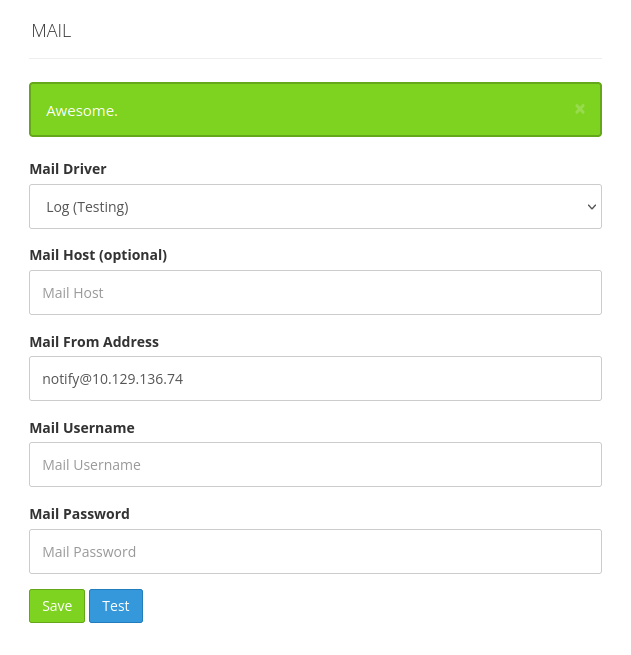 MAIL
Awesome.
×
Mail Driver
Log (Testing)
Mail Host (optional)
Mail Host
Mail From Address
notify@10.129.136.74
Mail Username
Mail Username
Mail Password
Mail Password
Save Test